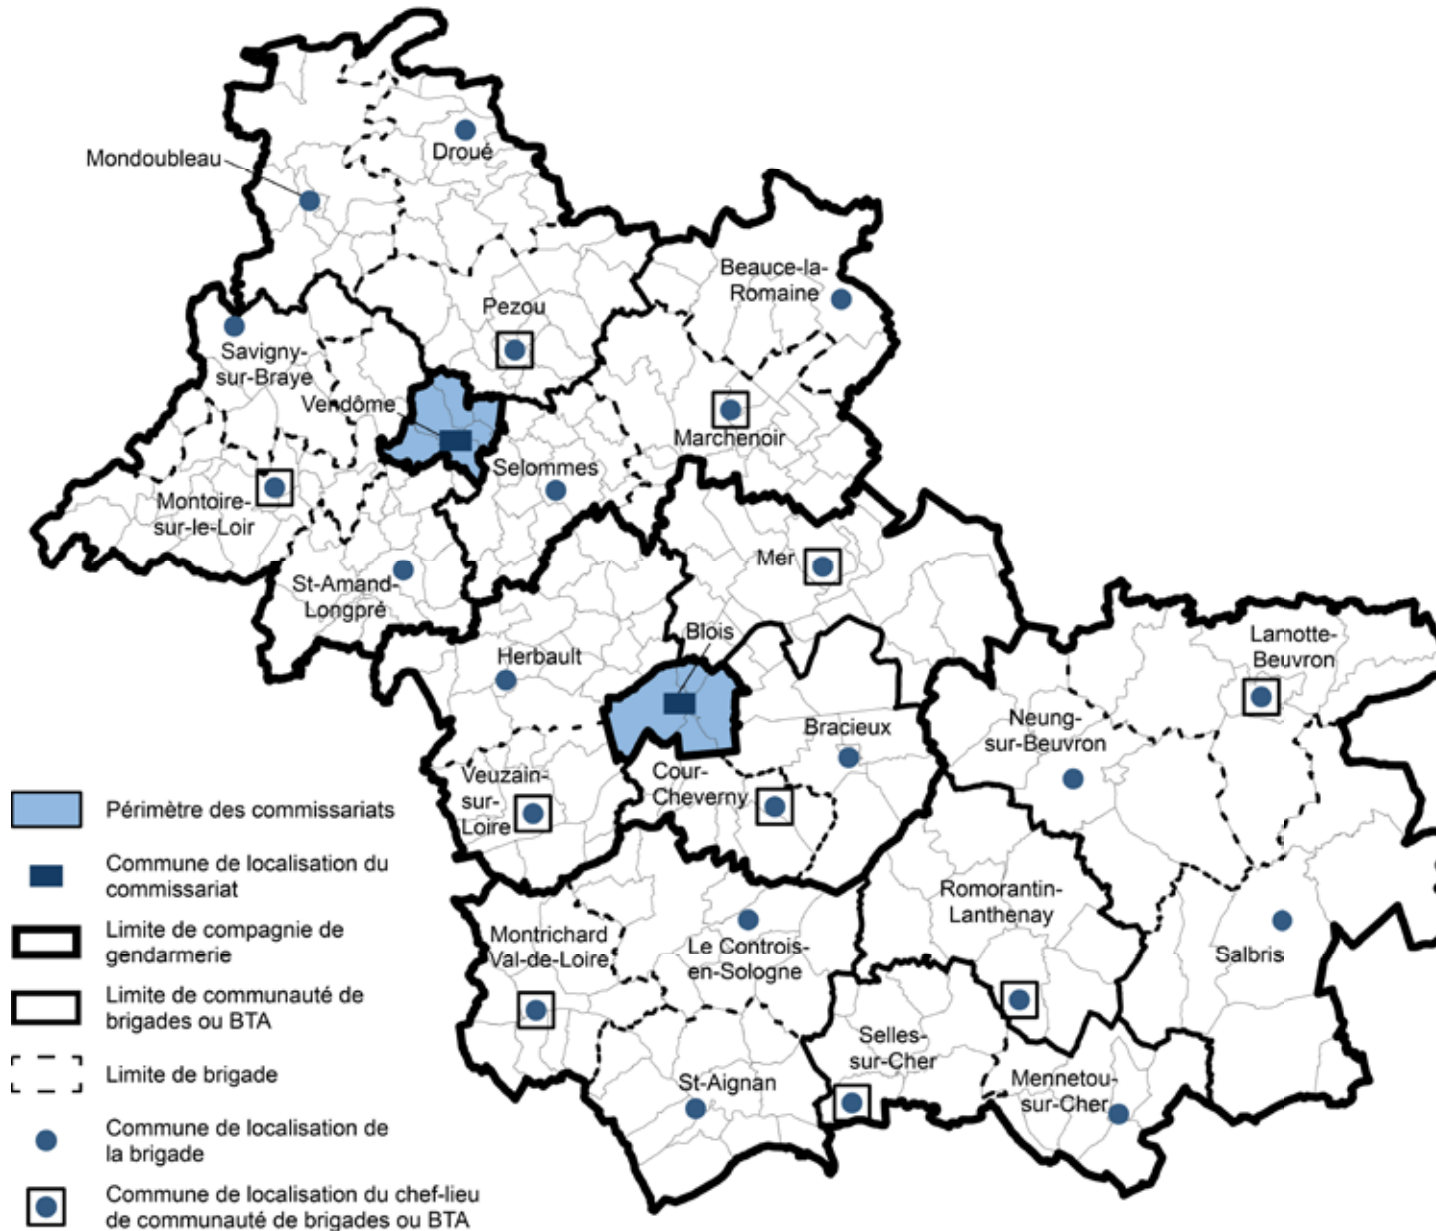 Mondoubleau
Droué
Beauce-la-
Romaine
Pezou
Savigny-
sur-Braye
Vendôme
Marchenoir
Selommes
Montoire-
sur-le-Loir
St-Amand-
Longpré
Mer
Blois
Herbault
Lamotte-
Beuvron
Neung-
sur-Beuvron
Bracieux
Veuzain-
sur-
Loire
Cour-
Cheverny
Romorantin-
Lanthenay
Montrichard
Val-de-Loire
Le Controis-
en-Sologne
Salbris
Selles-
sur-Cher
St-Aignan
Mennetou-
sur-Cher
Périmètre des commissariats
Commune de localisation du
commissariat
Limite de compagnie de
gendarmerie
Limite de communauté de
brigades ou BTA
Limite de brigade
Commune de localisation de
la brigade
Commune de localisation du chef-lieu
de communauté de brigades ou BTA